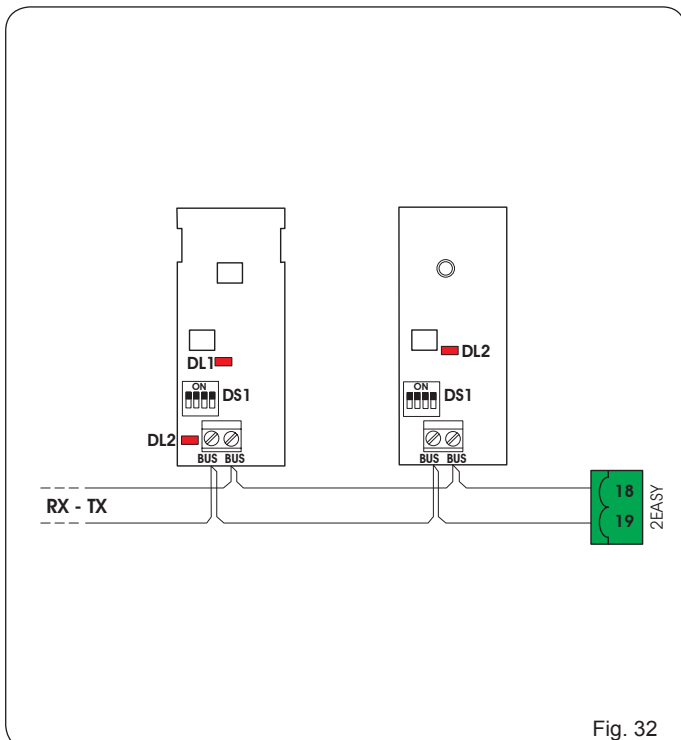 DL1
ON
DS1
DL2
BUS BUS
DL2
ON
DS1
BUS BUS
RX - TX
18
19
2EASY
Fig. 32